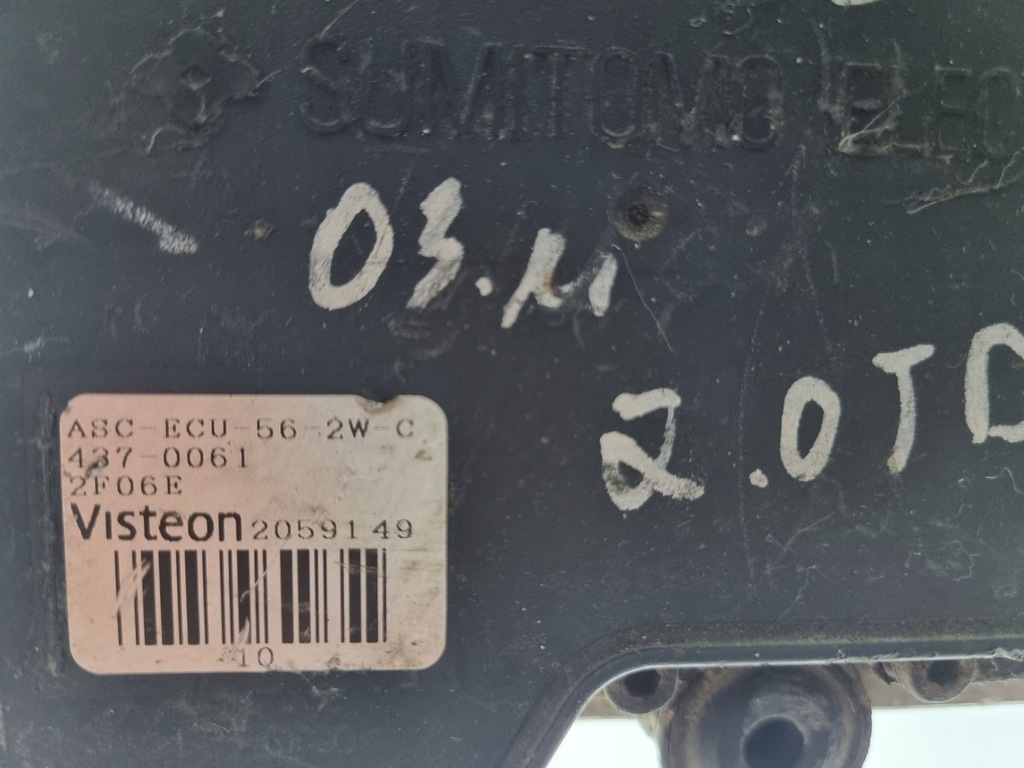 SUMITOMO ELEC
03.м
2.0TD
ASC-ECU-56-2W-C
437-0061
2F06E
Visteon 2059149
10